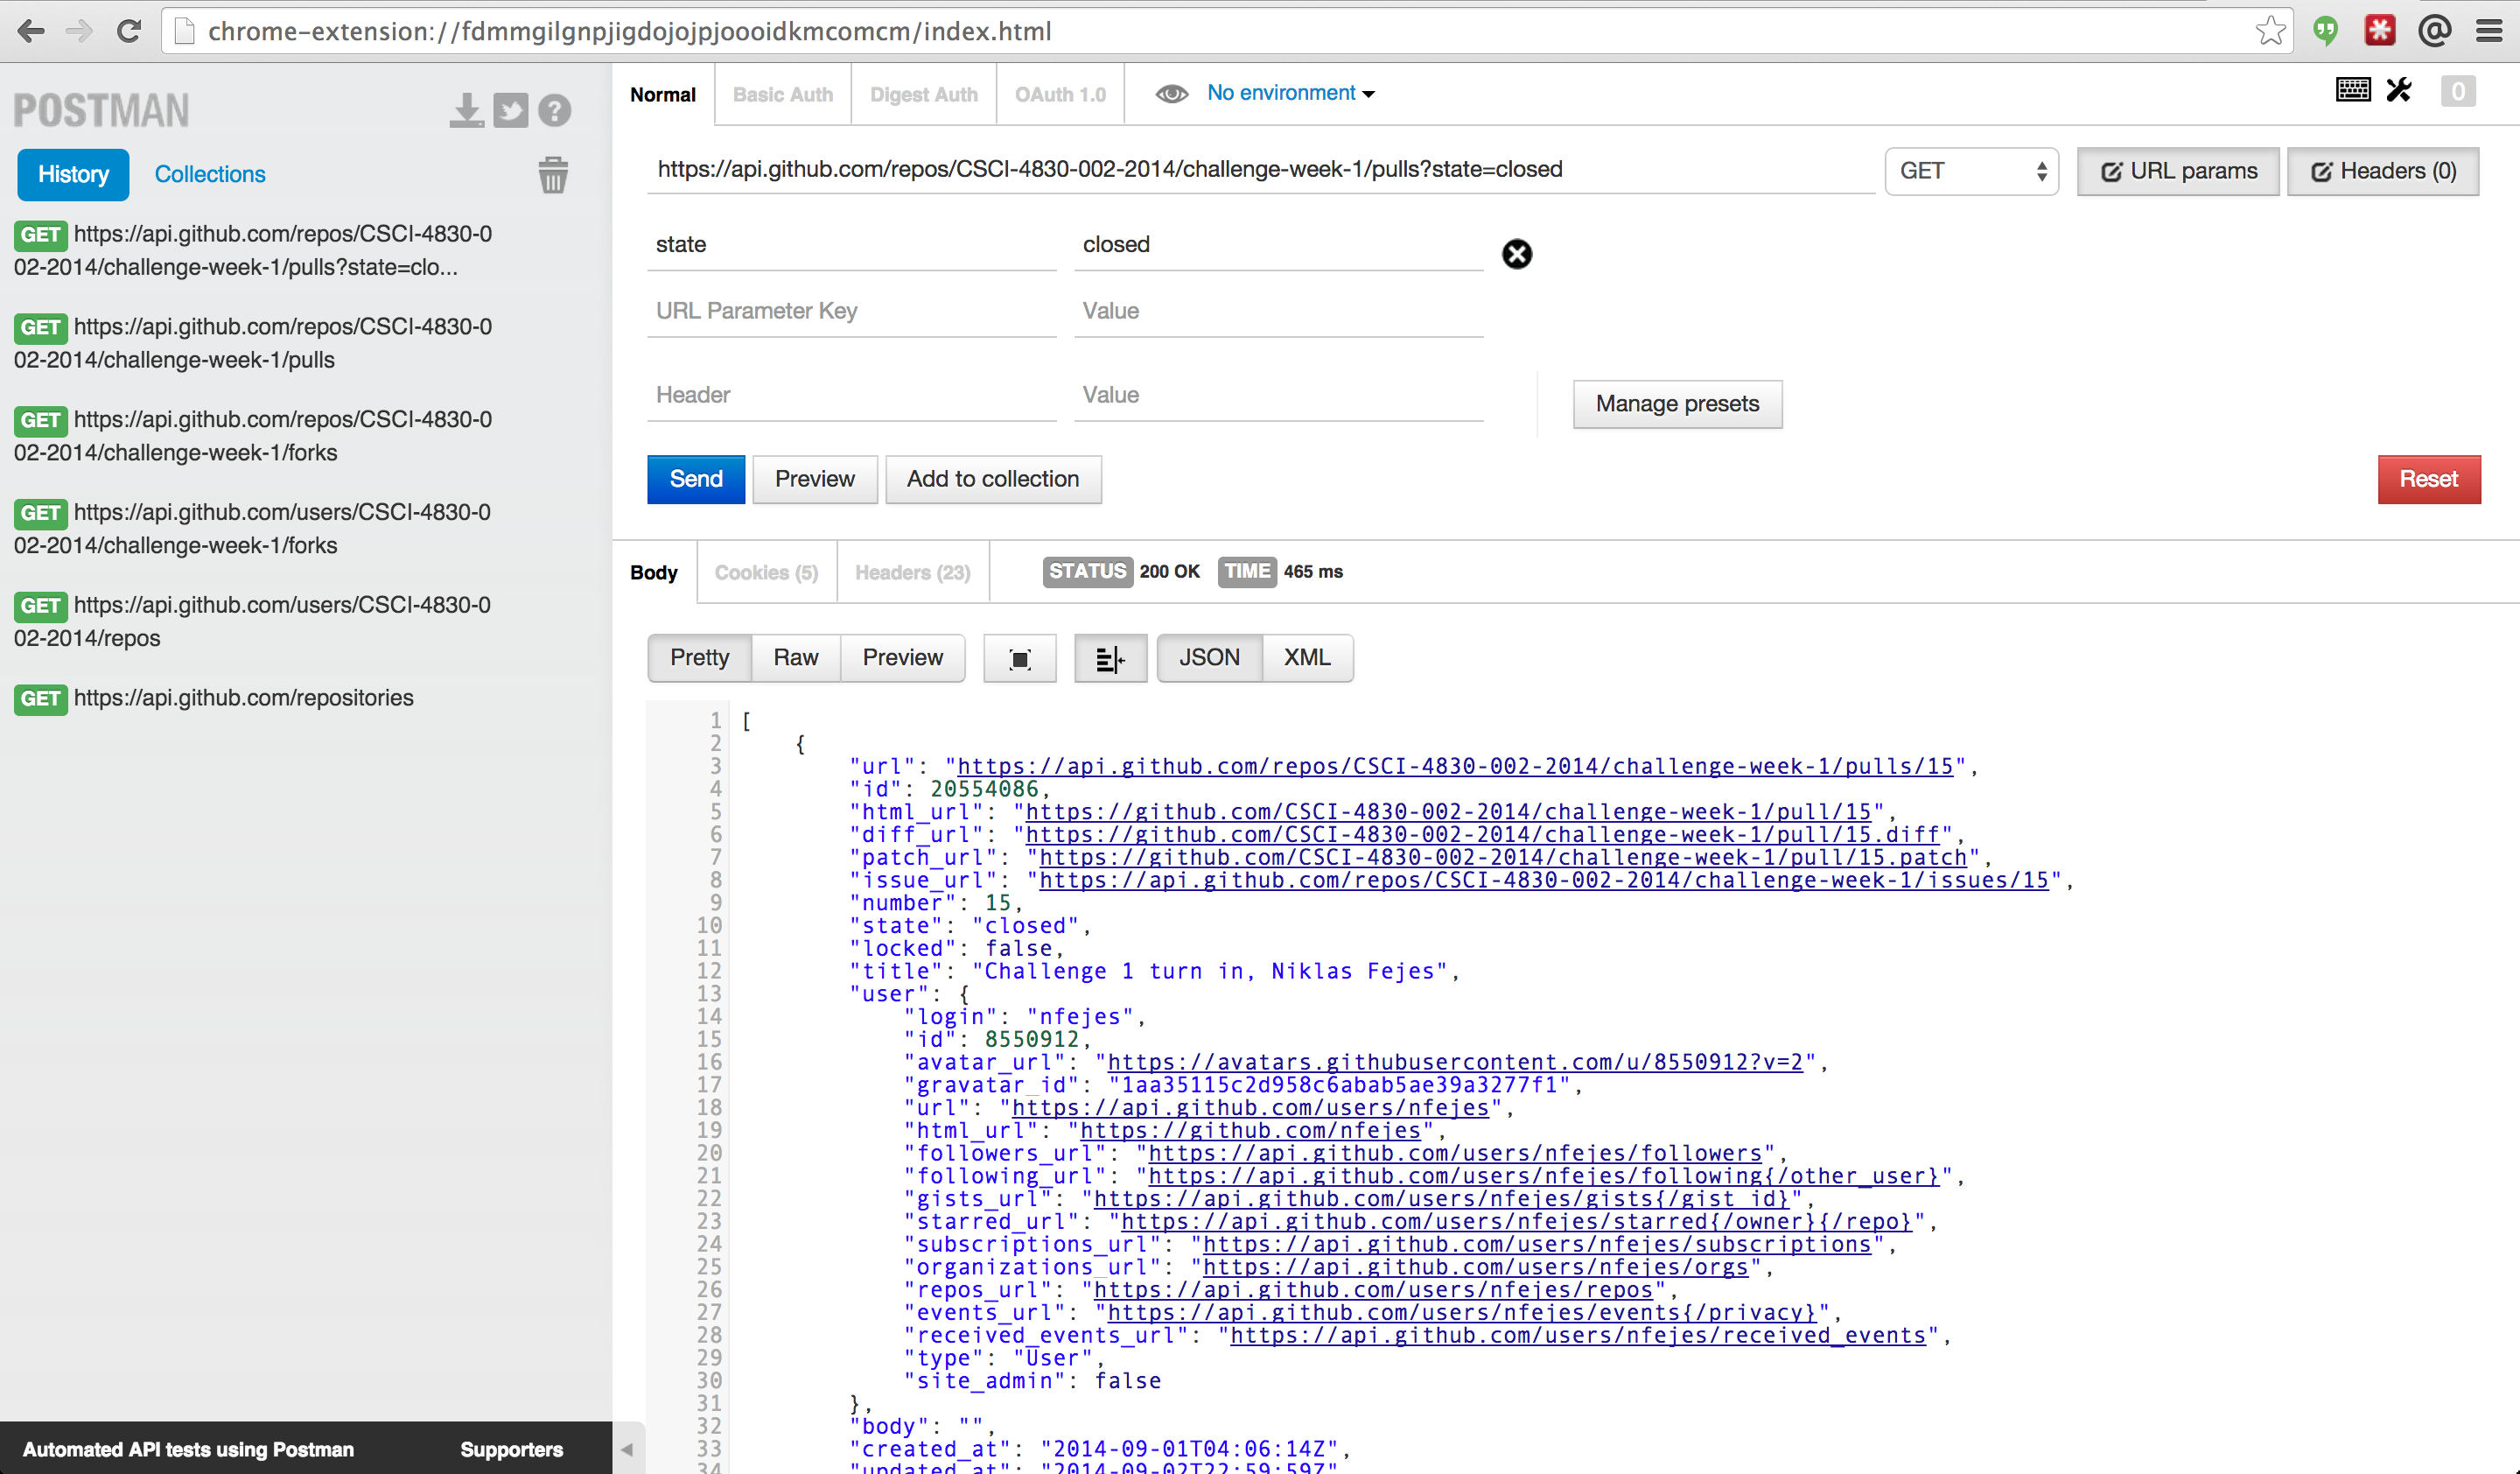 chrome-extension://fdmmgilgnpjigdojojpjoooidkmcomcm/index.html
POSTMAN
History Collections
GET https://api.github.com/repos/CSCI-4830-0
02-2014/challenge-week-1/pulls?state=clo...
GET https://api.github.com/repos/CSCI-4830-0
02-2014/challenge-week-1/pulls
GET https://api.github.com/repos/CSCI-4830-0
02-2014/challenge-week-1/forks
GET https://api.github.com/users/CSCI-4830-0
02-2014/challenge-week-1/forks
GET https://api.github.com/users/CSCI-4830-0
02-2014/repos
GET https://api.github.com/repositories
Automated API tests using Postman Supporters
Normal Basic Auth Digest Auth OAuth 1.0 No environment 0
https://api.github.com/repos/CSCI-4830-002-2014/challenge-week-1/pulls?state=closed GET URL params Headers (0)
state closed
URL Parameter Key Value
Header Value Manage presets
Send Preview Add to collection Reset
Body Cookies (5) Headers (23) STATUS 200 OK TIME 465 ms
Pretty Raw Preview JSON XML
1 [
2 {
3 "url": "https://api.github.com/repos/CSCI-4830-002-2014/challenge-week-1/pulls/15",
4 "id": 20554086,
5 "html_url": "https://github.com/CSCI-4830-002-2014/challenge-week-1/pull/15",
6 "diff_url": "https://github.com/CSCI-4830-002-2014/challenge-week-1/pull/15.diff",
7 "patch_url": "https://github.com/CSCI-4830-002-2014/challenge-week-1/pull/15.patch",
8 "issue_url": "https://api.github.com/repos/CSCI-4830-002-2014/challenge-week-1/issues/15",
9 "number": 15,
10 "state": "closed",
11 "locked": false,
12 "title": "Challenge 1 turn in, Niklas Fejes",
13 "user": {
14 "login": "nfejes",
15 "id": 8550912,
16 "avatar_url": "https://avatars.githubusercontent.com/u/8550912?v=2",
17 "gravatar_id": "1aa35115c2d958c6abab5ae39a3277f1",
18 "url": "https://api.github.com/users/nfejes",
19 "html_url": "https://github.com/nfejes",
20 "followers_url": "https://api.github.com/users/nfejes/followers",
21 "following_url": "https://api.github.com/users/nfejes/following{/other_user}",
22 "gists_url": "https://api.github.com/users/nfejes/gists{/gist_id}",
23 "starred_url": "https://api.github.com/users/nfejes/starred{/owner}{/repo}",
24 "subscriptions_url": "https://api.github.com/users/nfejes/subscriptions",
25 "organizations_url": "https://api.github.com/users/nfejes/orgs",
26 "repos_url": "https://api.github.com/users/nfejes/repos",
27 "events_url": "https://api.github.com/users/nfejes/events{/privacy}",
28 "received_events_url": "https://api.github.com/users/nfejes/received_events",
29 "type": "User",
30 "site_admin": false
31 },
32 "body": "",
33 "created_at": "2014-09-01T04:06:14Z",
34 "updated_at": "2014-09-02T22:59:59Z"